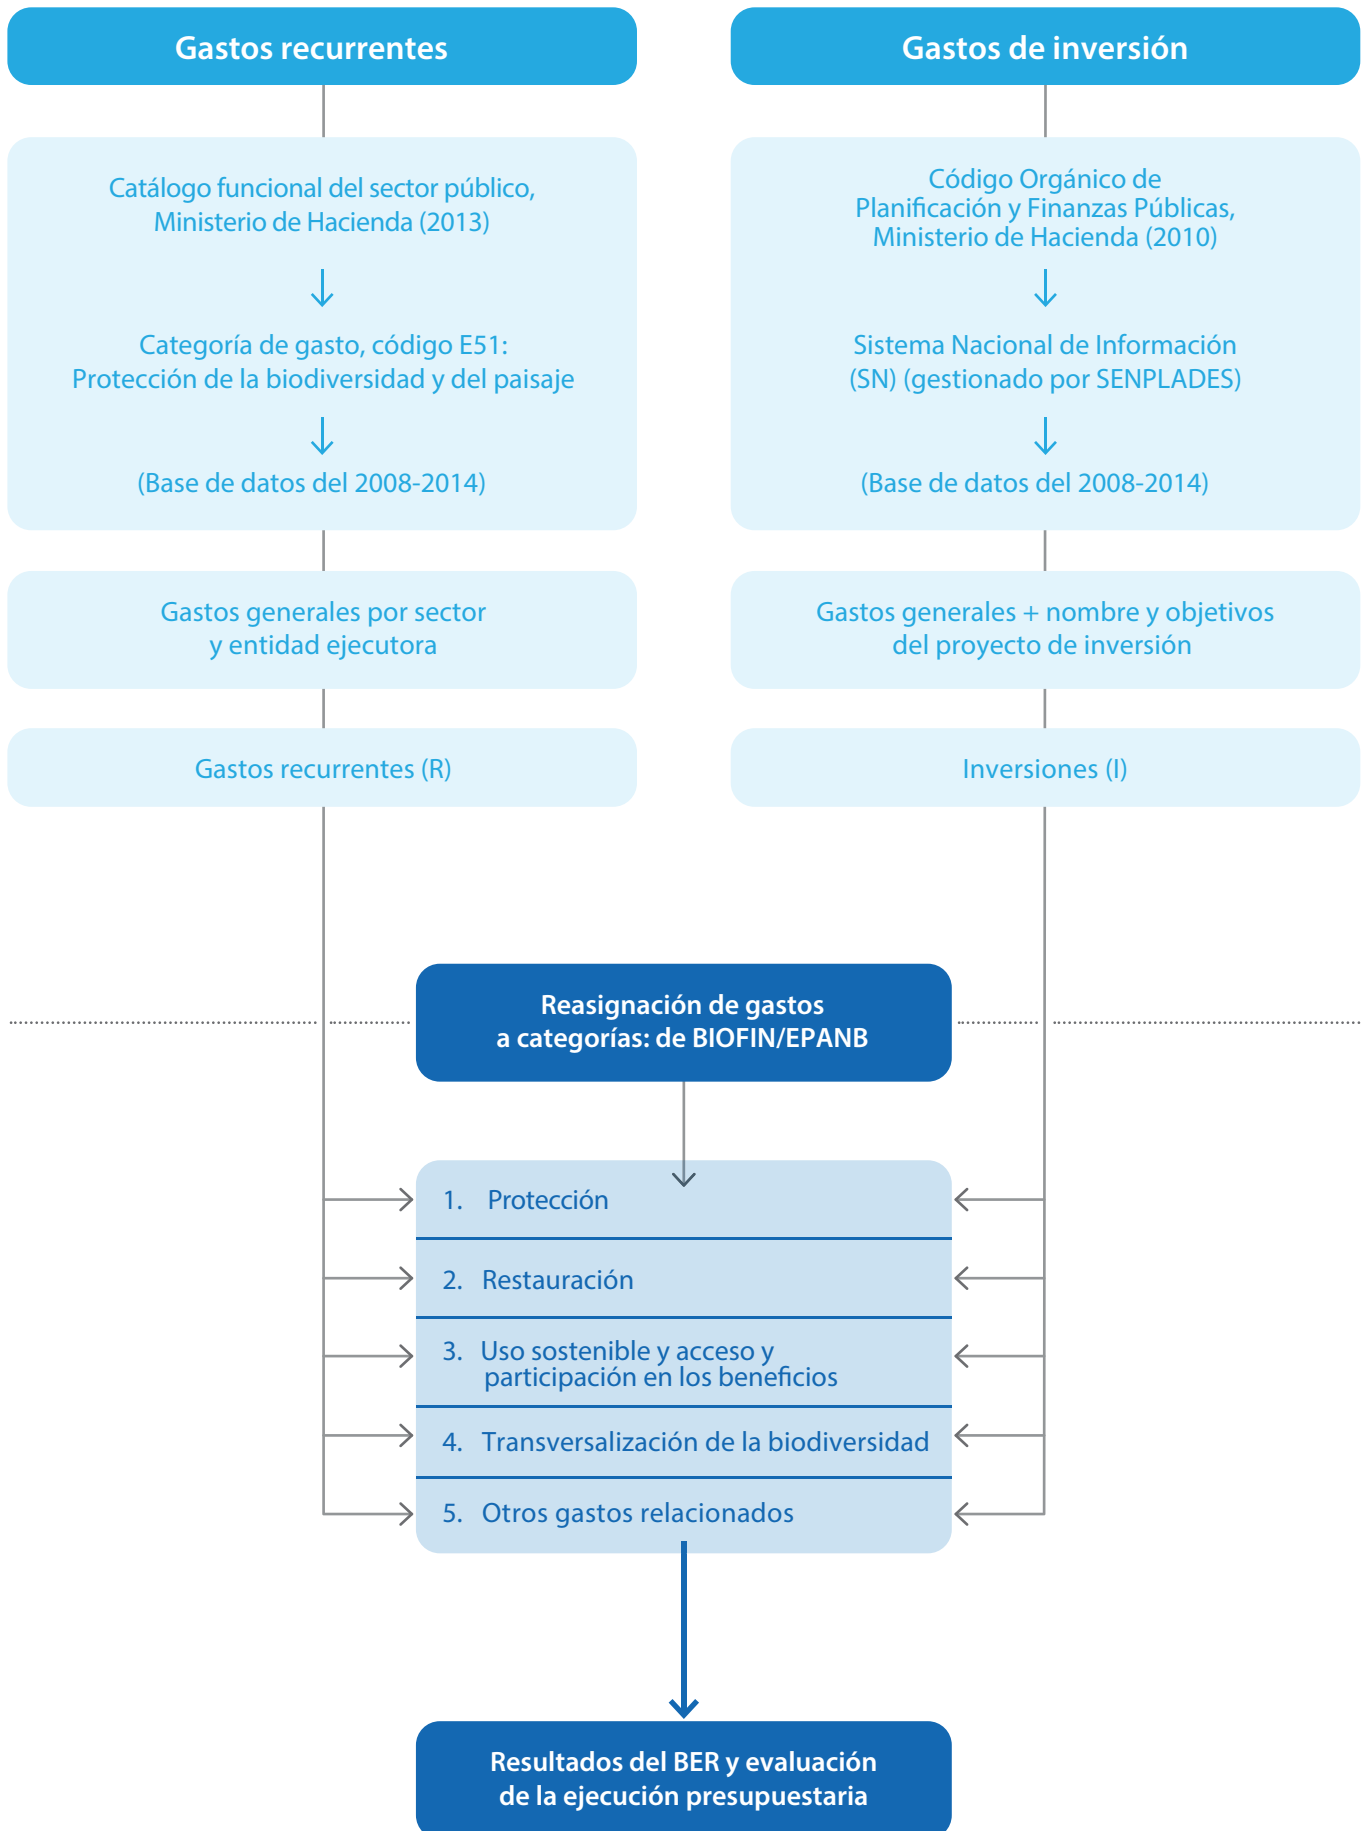 Gastos recurrentes
Catálogo funcional del sector público,
Ministerio de Hacienda (2013)
Categoría de gasto, código E51:
Protección de la biodiversidad y del paisaje
(Base de datos del 2008-2014)
Gastos generales por sector
y entidad ejecutora
Gastos recurrentes (R)
Gastos de inversión
Código Orgánico de
Planificación y Finanzas Públicas,
Ministerio de Hacienda (2010)
Sistema Nacional de Información
(SN) (gestionado por SENPLADES)
(Base de datos del 2008-2014)
Gastos generales + nombre y objetivos
del proyecto de inversión
Inversiones (I)
Reasignación de gastos
a categorías: de BIOFIN/EPANB
1. Protección
2. Restauración
3. Uso sostenible y acceso y
participación en los beneficios
4. Transversalización de la biodiversidad
5. Otros gastos relacionados
Resultados del BER y evaluación
de la ejecución presupuestaria